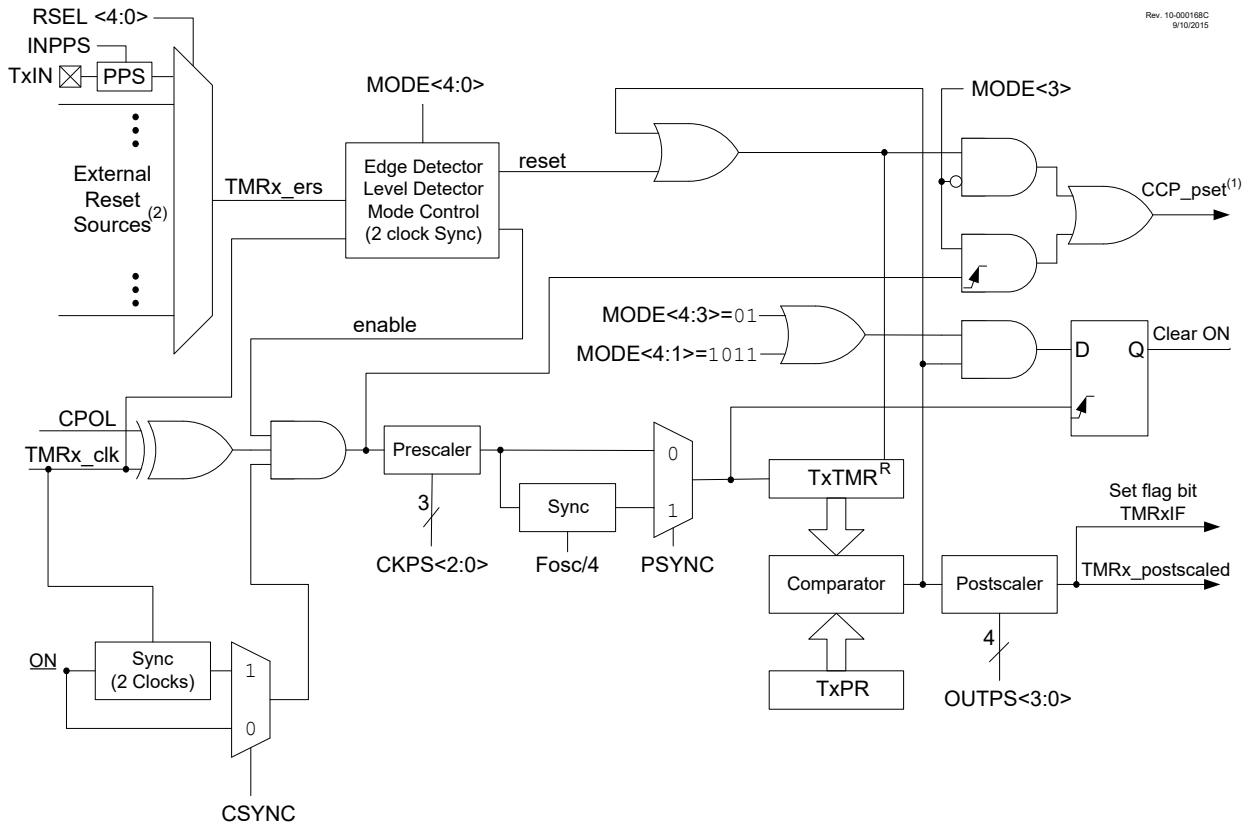 Rev. 10-000168C
9/10/2015
RSEL <4:0>
INPPS
TxIN
PPS
MODE<4:0>
MODE<3>
External
Reset
Sources(2)
TMRx_ers
Edge Detector
Level Detector
Mode Control
(2 clock Sync)
reset
CCP_pset(1)
enable
MODE<4:3>=01
MODE<4:1>=1011
D
Q
Clear ON
CPOL
TMRx_clk
Prescaler
0
1
Sync
3
CKPS<2:0>
Fosc/4
PSYNC
TxTMR
R
Set flag bit
TMRxIF
Comparator
Postscaler
TMRx_postscaled
4
OUTPS<3:0>
TxPR
ON
Sync
(2 Clocks)
1
0
CSYNC